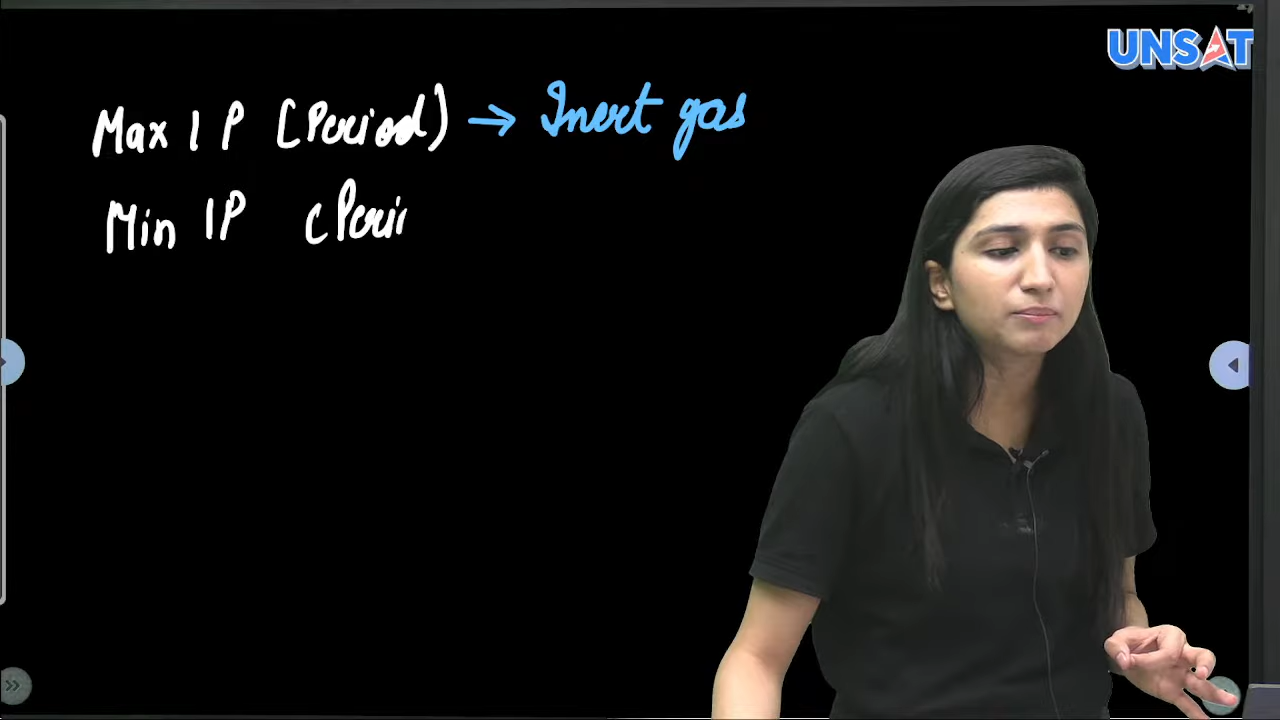 UNSAT
Max IP (Period) → Inert gas
Min IP (Peri